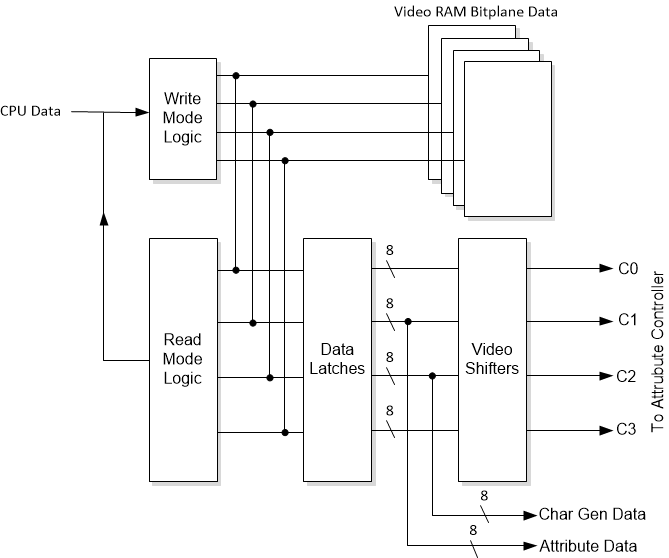 Video RAM Bitplane Data
CPU Data
Write
Mode
Logic
8
C0
8
C1
Read
Mode
Logic
Data
Latches
8
Video
Shifters
C2
8
C3
To Attrubute Controller
8
Char Gen Data
8
Attribute Data